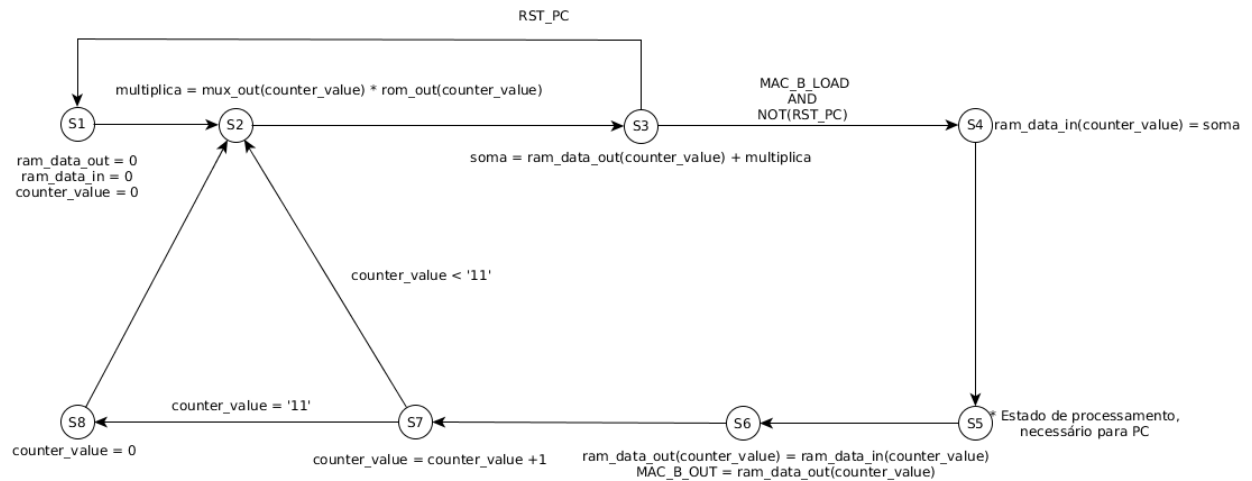 RST_PC
multiplica = mux_out(counter_value) * rom_out(counter_value)
MAC_B_LOAD
AND
NOT(RST_PC)
S1
S2
S3
S4
ram_data_in(counter_value) = soma
ram_data_out = 0
ram_data_in = 0
counter_value = 0
soma = ram_data_out(counter_value) + multiplica
counter_value < '11'
counter_value = '11'
S8
S7
S6
S5
* Estado de processamento,
necessário para PC
counter_value = 0
counter_value = counter_value +1
ram_data_out(counter_value) = ram_data_in(counter_value)
MAC_B_OUT = ram_data_out(counter_value)